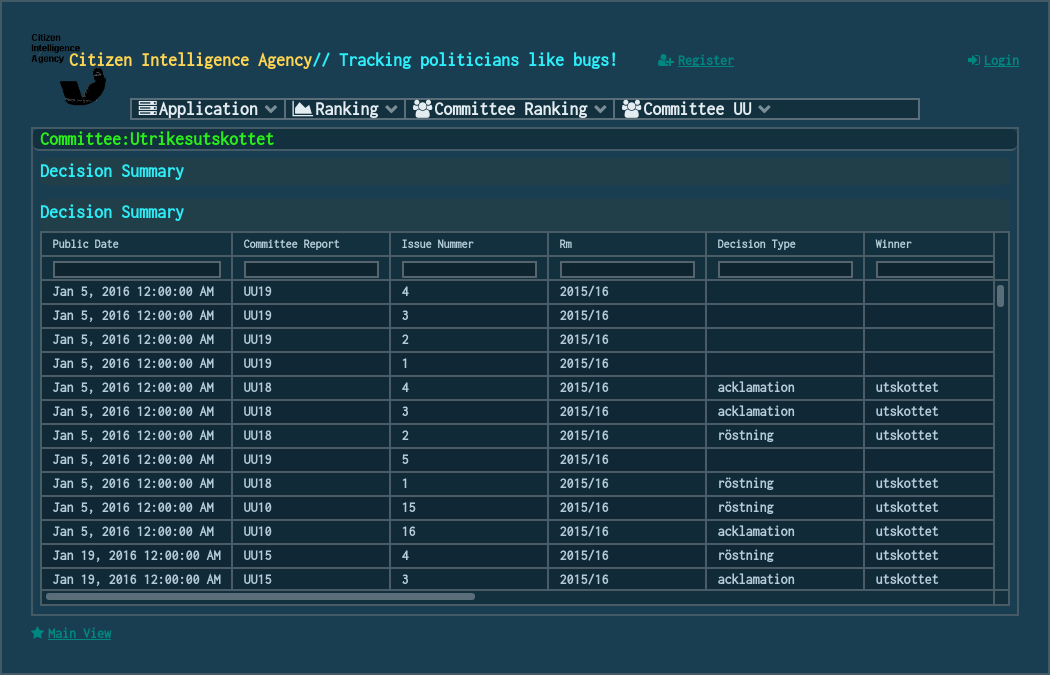 Citizen
Intelligence
Agency
Citizen Intelligence Agency// Tracking politicians like bugs!
Register
Login
Application Ranking Committee Ranking Committee UU
Committee:Utrikesutskottet
Decision Summary
Decision Summary
Public Date Committee Report Issue Nummer Rm Decision Type Winner
Jan 5, 2016 12:00:00 AM UU19 4 2015/16
Jan 5, 2016 12:00:00 AM UU19 3 2015/16
Jan 5, 2016 12:00:00 AM UU19 2 2015/16
Jan 5, 2016 12:00:00 AM UU19 1 2015/16
Jan 5, 2016 12:00:00 AM UU18 4 2015/16 acklamation utskottet
Jan 5, 2016 12:00:00 AM UU18 3 2015/16 acklamation utskottet
Jan 5, 2016 12:00:00 AM UU18 2 2015/16 röstning utskottet
Jan 5, 2016 12:00:00 AM UU19 5 2015/16
Jan 5, 2016 12:00:00 AM UU18 1 2015/16 röstning utskottet
Jan 5, 2016 12:00:00 AM UU10 15 2015/16 röstning utskottet
Jan 5, 2016 12:00:00 AM UU10 16 2015/16 acklamation utskottet
Jan 19, 2016 12:00:00 AM UU15 4 2015/16 röstning utskottet
Jan 19, 2016 12:00:00 AM UU15 3 2015/16 acklamation utskottet
Main View